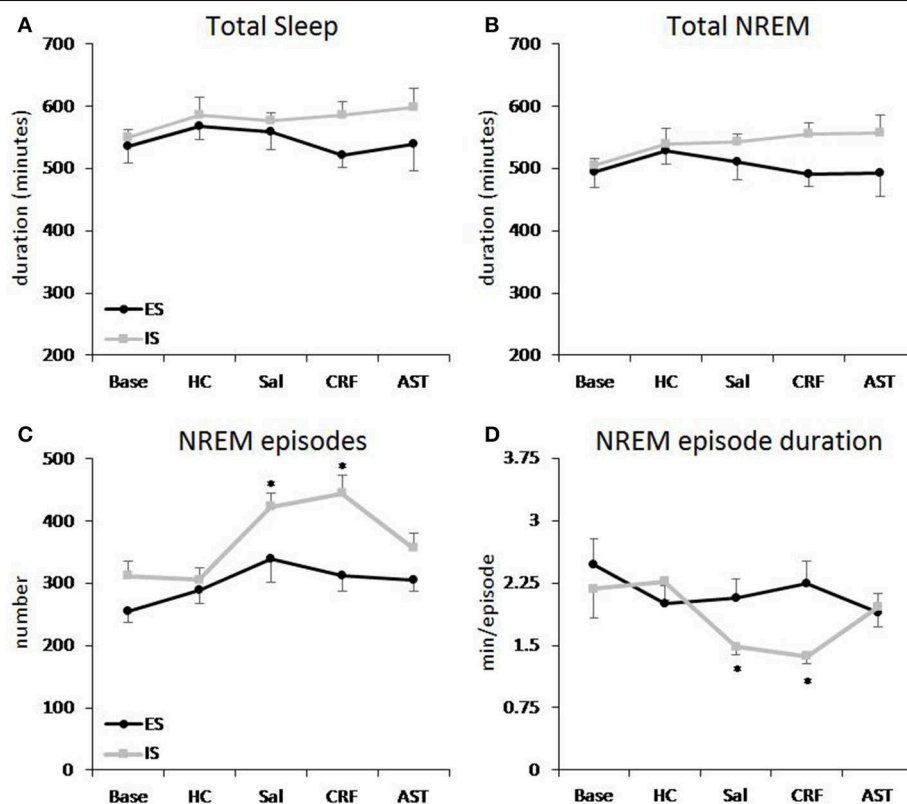 A
Total Sleep
700
600
500
400
300
200
duration (minutes)
ES
IS
Base HC Sal CRF AST
B
Total NREM
700
600
500
400
300
200
duration (minutes)
Base HC Sal CRF AST
C
NREM episodes
500
400
300
200
100
0
number
* *
ES
IS
Base HC Sal CRF AST
D
NREM episode duration
3.75
3
2.25
1.5
0.75
0
min/episode
* *
Base HC Sal CRF AST